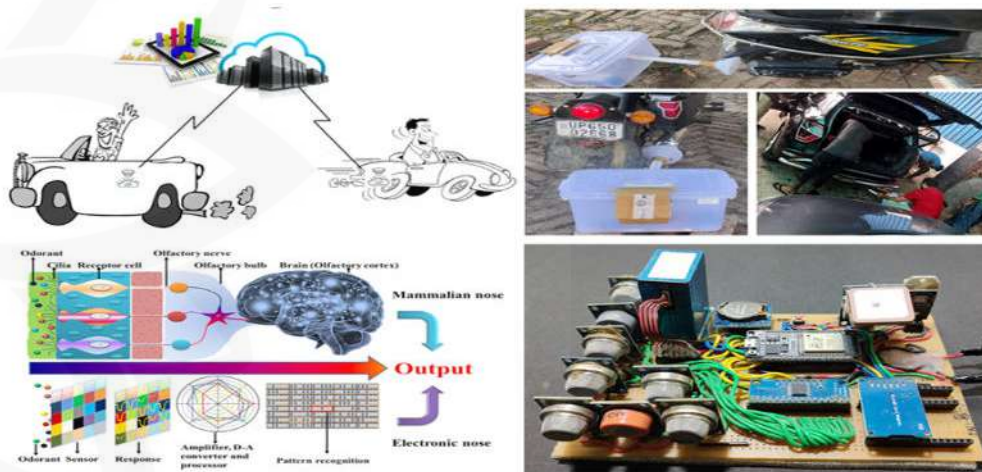 UP65D
Odorant
Cilia Receptor cell
Olfactory nerve
Olfactory bulb
Brain (Olfactory cortex)
Mammalian nose
Output
Electronic nose
Odorant Sensor
Response
Amplifier, D-A
converter and
processor
Pattern recognition